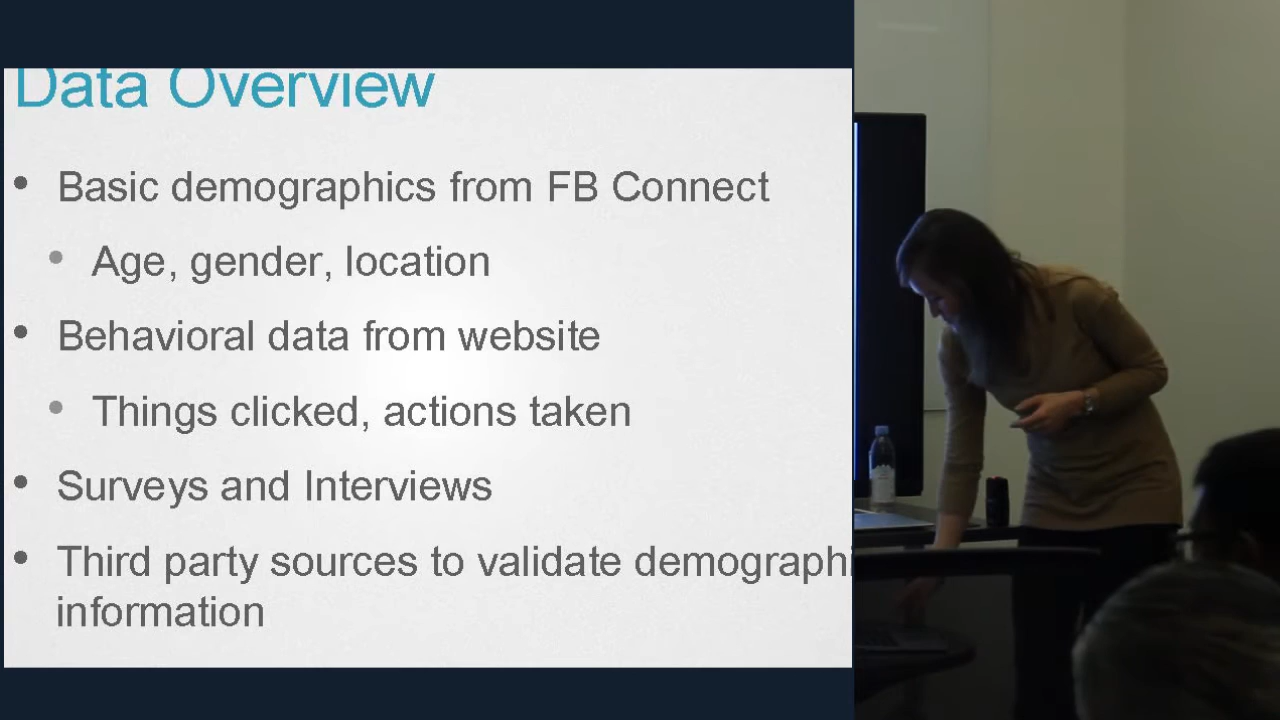 Data Overview
• Basic demographics from FB Connect
• Age, gender, location
• Behavioral data from website
• Things clicked, actions taken
• Surveys and Interviews
• Third party sources to validate demographi
information